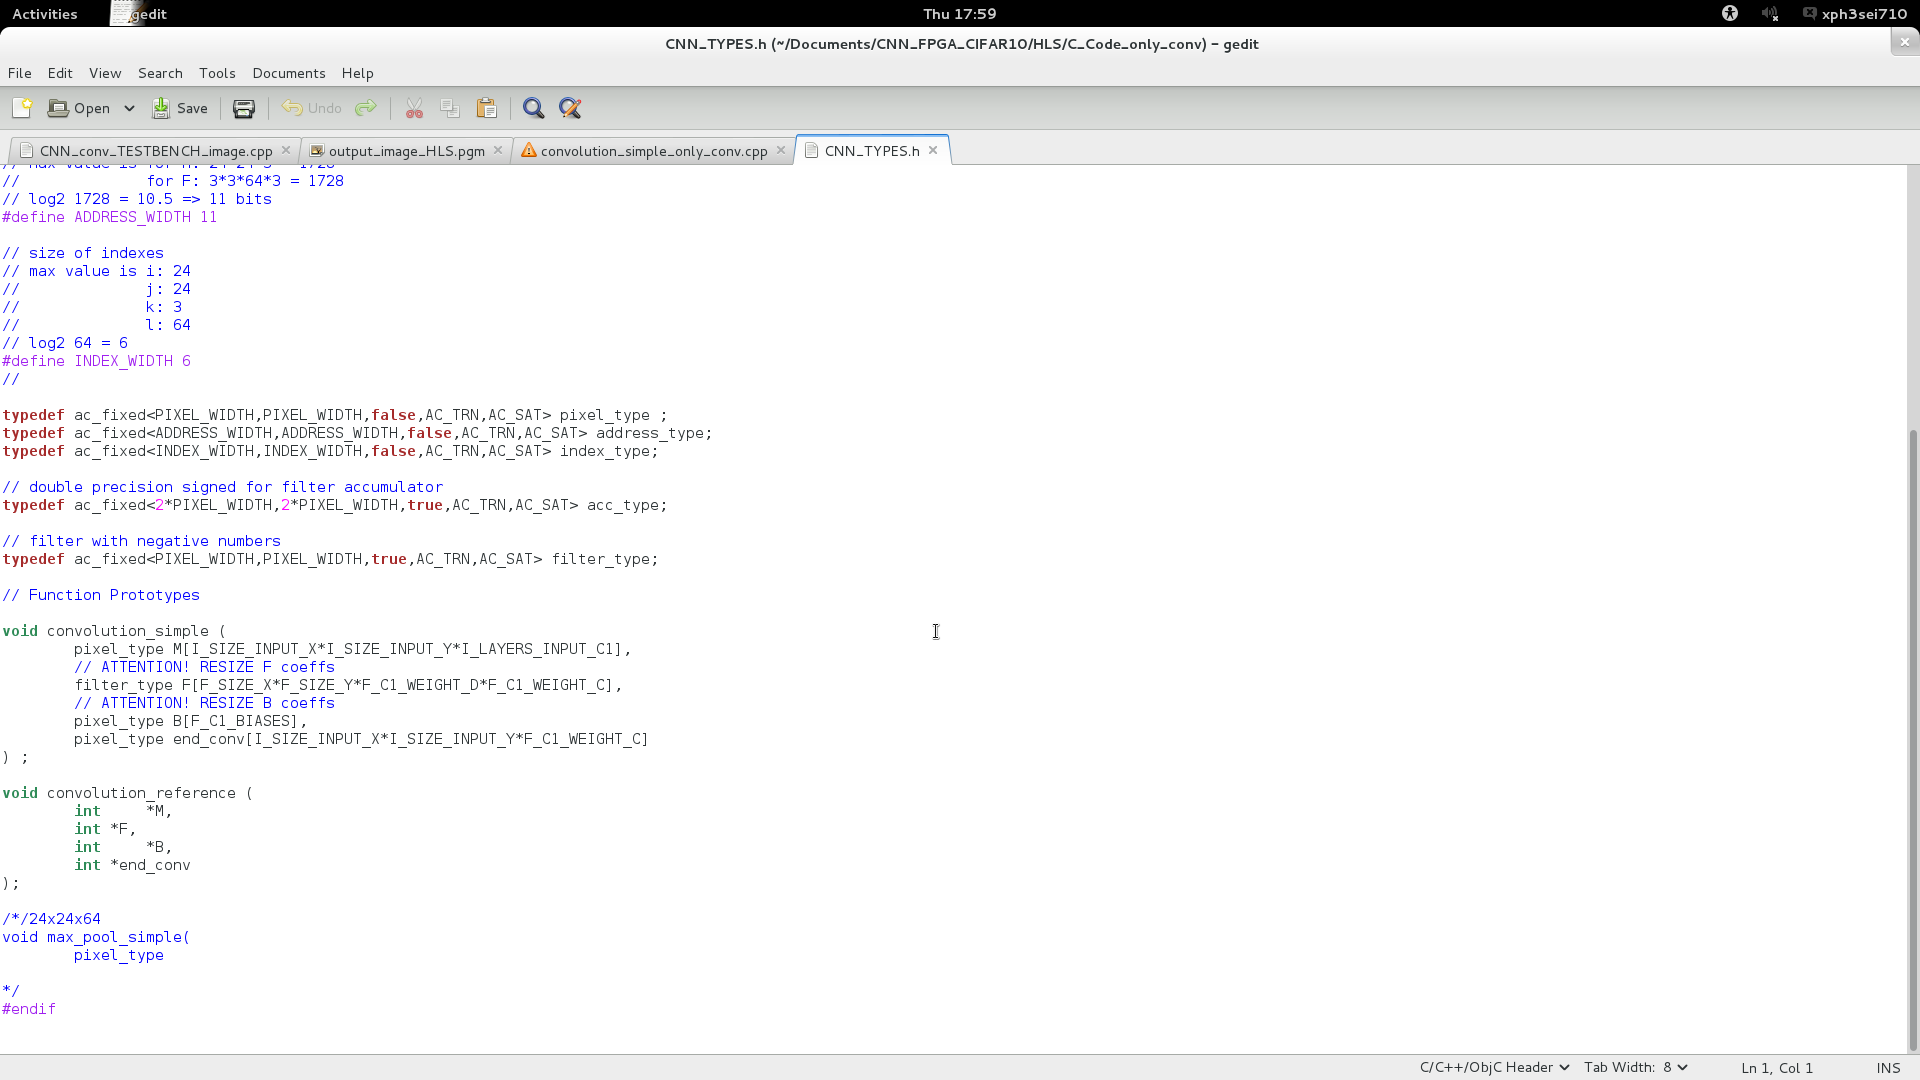 Activities gedit Thu 17:59 xph3sei710
CNN_TYPES.h (~/Documents/CNN_FPGA_CIFAR10/HLS/C_Code_only_conv) - gedit
File Edit View Search Tools Documents Help
Open Save Undo
CNN_conv_TESTBENCH_image.cpp output_image_HLS.pgm convolution_simple_only_conv.cpp CNN_TYPES.h
//              for F: 3*3*64*3 = 1728
// log2 1728 = 10.5 => 11 bits
#define ADDRESS_WIDTH 11
// size of indexes
// max value is i: 24
//              j: 24
//              k: 3
//              l: 64
// log2 64 = 6
#define INDEX_WIDTH 6
//
typedef ac_fixed<PIXEL_WIDTH,PIXEL_WIDTH,false,AC_TRN,AC_SAT> pixel_type ;
typedef ac_fixed<ADDRESS_WIDTH,ADDRESS_WIDTH,false,AC_TRN,AC_SAT> address_type;
typedef ac_fixed<INDEX_WIDTH,INDEX_WIDTH,false,AC_TRN,AC_SAT> index_type;
// double precision signed for filter accumulator
typedef ac_fixed<2*PIXEL_WIDTH,2*PIXEL_WIDTH,true,AC_TRN,AC_SAT> acc_type;
// filter with negative numbers
typedef ac_fixed<PIXEL_WIDTH,PIXEL_WIDTH,true,AC_TRN,AC_SAT> filter_type;
// Function Prototypes
void convolution_simple (
        pixel_type M[I_SIZE_INPUT_X*I_SIZE_INPUT_Y*I_LAYERS_INPUT_C1],
        // ATTENTION! RESIZE F coeffs
        filter_type F[F_SIZE_X*F_SIZE_Y*F_C1_WEIGHT_D*F_C1_WEIGHT_C],
        // ATTENTION! RESIZE B coeffs
        pixel_type B[F_C1_BIASES],
        pixel_type end_conv[I_SIZE_INPUT_X*I_SIZE_INPUT_Y*F_C1_WEIGHT_C]
) ;
void convolution_reference (
        int     *M,
        int *F,
        int     *B,
        int *end_conv
);
/*/24x24x64
void max_pool_simple(
        pixel_type
*/
#endif
C/C++/ObjC Header Tab Width: 8 Ln 1, Col 1 INS